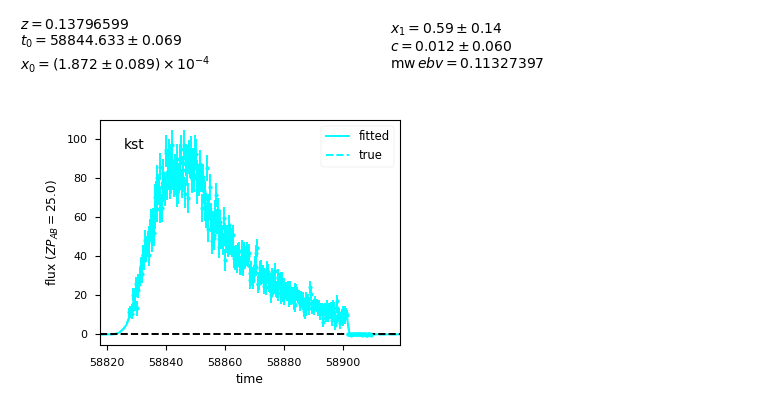 z = 0.13796599
t₀ = 58844.633 ± 0.069
x₀ = (1.872 ± 0.089) × 10⁻⁴
x₁ = 0.59 ± 0.14
c = 0.012 ± 0.060
mw ebv = 0.11327397
kst
fitted
true
100
80
60
40
20
0
flux (ZP_AB = 25.0)
58820 58840 58860 58880 58900
time